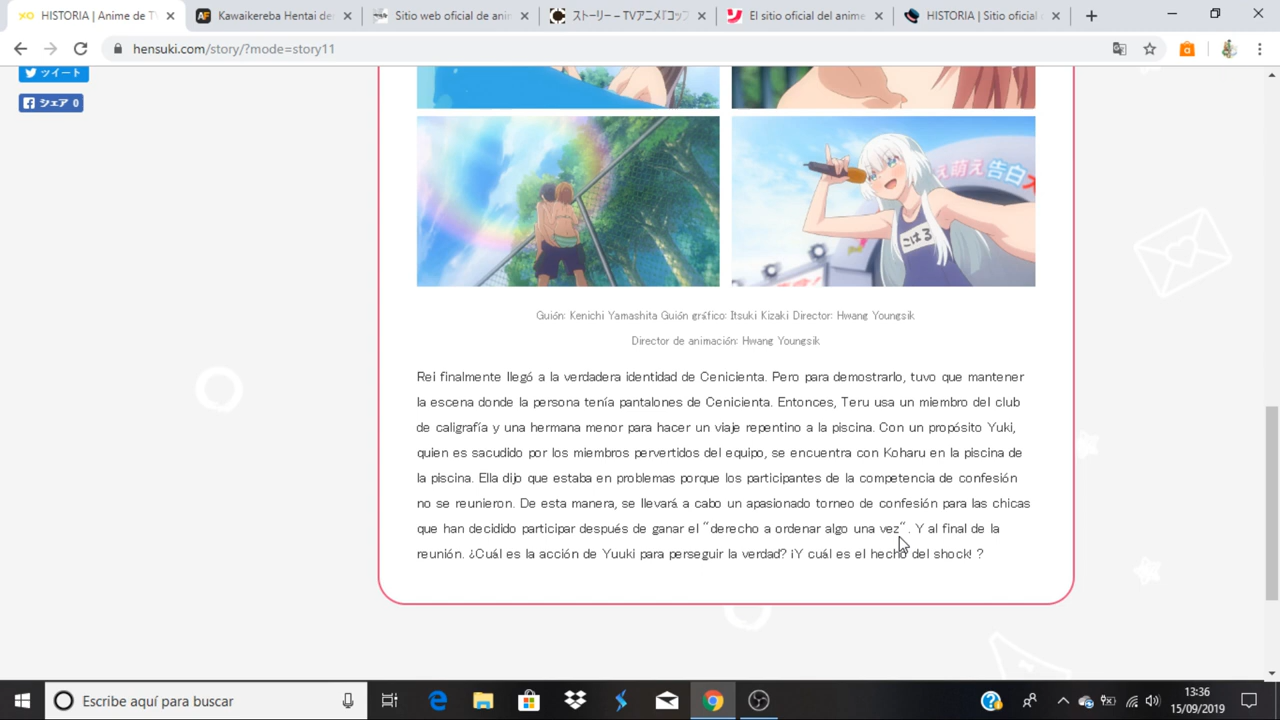 HISTORIA | Anime de TV
Kawaikereba Hentai de
Sitio web oficial de anim
ストーリー – TVアニメ『コップ
El sitio oficial del anime
HISTORIA | Sitio oficial
hensuki.com/story/?mode=story11
ツイート
シェア 0
え萌え告白
こはる
Guión: Kenichi Yamashita Guión gráfico: Itsuki Kizaki Director: Hwang Youngsik
Director de animación: Hwang Youngsik
Rei finalmente llegó a la verdadera identidad de Cenicienta. Pero para demostrarlo, tuvo que mantener
la escena donde la persona tenía pantalones de Cenicienta. Entonces, Teru usa un miembro del club
de caligrafía y una hermana menor para hacer un viaje repentino a la piscina. Con un propósito Yuki,
quien es sacudido por los miembros pervertidos del equipo, se encuentra con Koharu en la piscina de
la piscina. Ella dijo que estaba en problemas porque los participantes de la competencia de confesión
no se reunieron. De esta manera, se llevará a cabo un apasionado torneo de confesión para las chicas
que han decidido participar después de ganar el “derecho a ordenar algo una vez“. Y al final de la
reunión. ¿Cuál es la acción de Yuuki para perseguir la verdad? ¡Y cuál es el hecho del shock! ?
Escribe aquí para buscar
13:36
15/09/2019